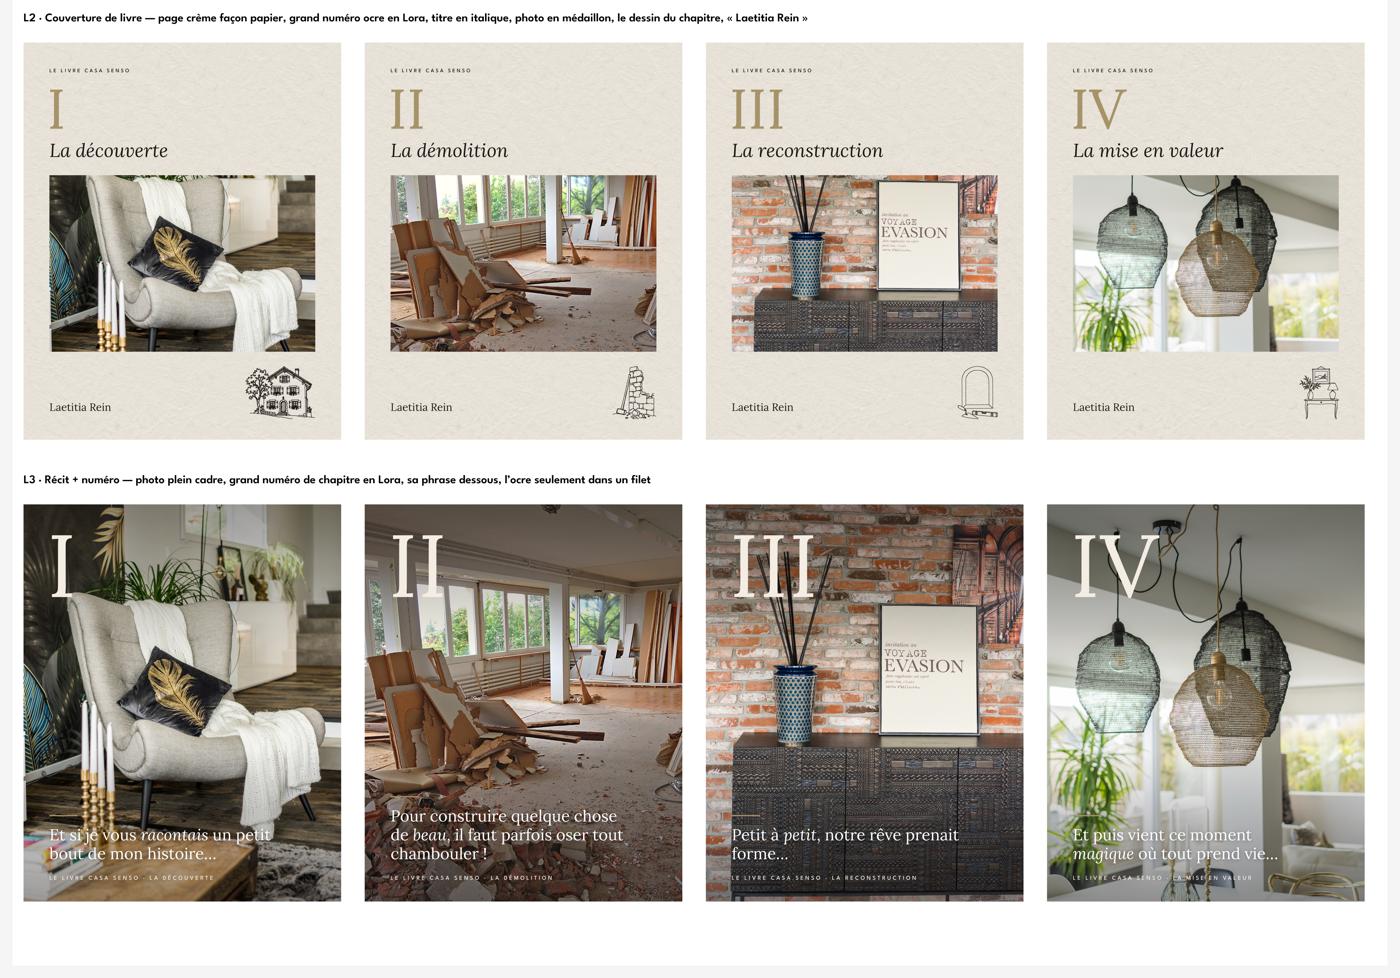 L2 · Couverture de livre — page crème façon papier, grand numéro ocre en Lora, titre en italique, photo en médaillon, le dessin du chapitre, « Laetitia Rein »
LE LIVRE CASA SENSO
I
La découverte
Laetitia Rein
LE LIVRE CASA SENSO
II
La démolition
Laetitia Rein
LE LIVRE CASA SENSO
III
La reconstruction
invitation au
VOYAGE
EVASION
Laetitia Rein
LE LIVRE CASA SENSO
IV
La mise en valeur
Laetitia Rein
L3 · Récit + numéro — photo plein cadre, grand numéro de chapitre en Lora, sa phrase dessous, l’ocre seulement dans un filet
I
Et si je vous racontais un petit
bout de mon histoire…
LE LIVRE CASA SENSO · LA DÉCOUVERTE
II
Pour construire quelque chose
de beau, il faut parfois oser tout
chambouler !
LE LIVRE CASA SENSO · LA DÉMOLITION
III
invitation au
VOYAGE
EVASION
Petit à petit, notre rêve prenait
forme…
LE LIVRE CASA SENSO · LA RECONSTRUCTION
IV
Et puis vient ce moment
magique où tout prend vie…
LE LIVRE CASA SENSO · LA MISE EN VALEUR